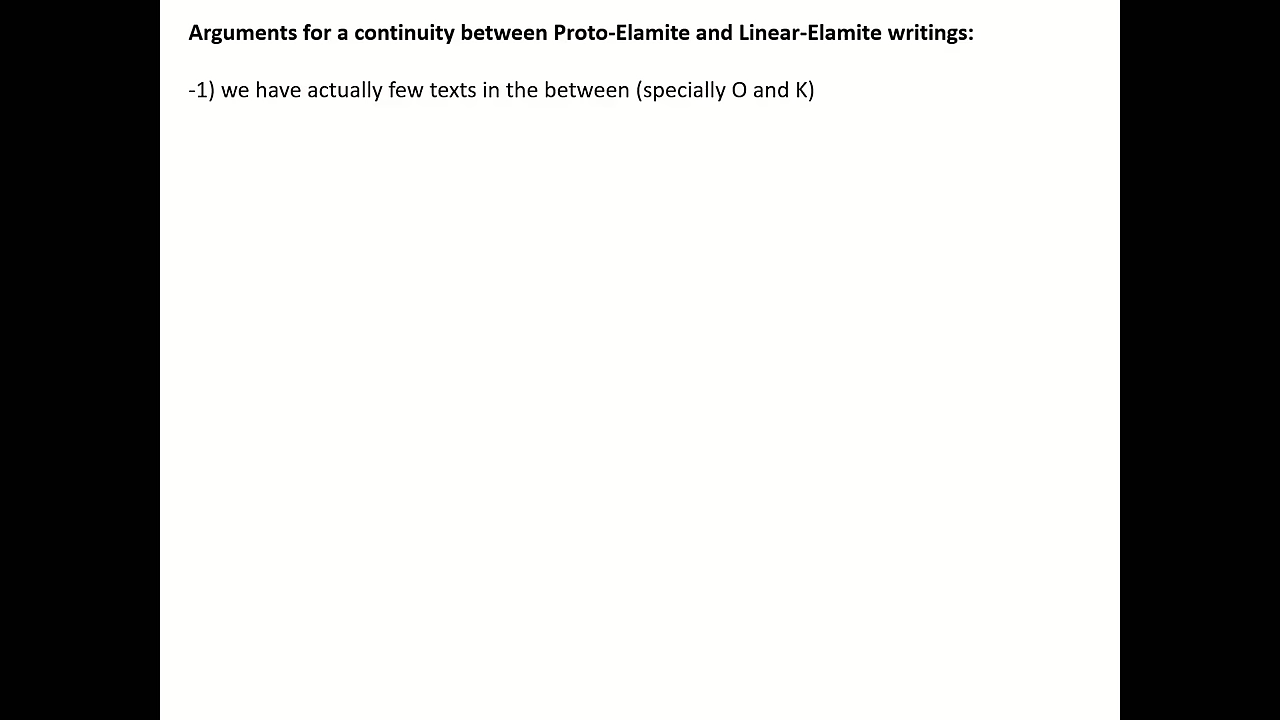 Arguments for a continuity between Proto-Elamite and Linear-Elamite writings:
-1) we have actually few texts in the between (specially O and K)